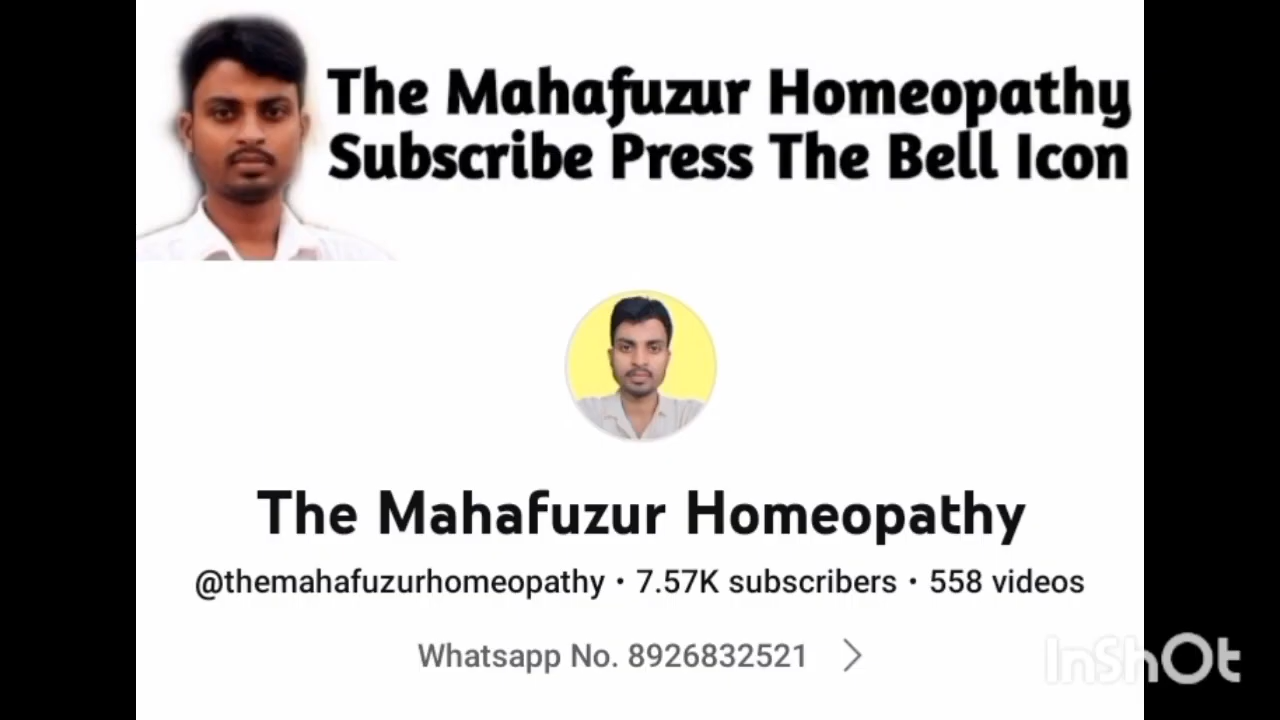 The Mahafuzur Homeopathy
Subscribe Press The Bell Icon
The Mahafuzur Homeopathy
@themahafuzurhomeopathy • 7.57K subscribers • 558 videos
Whatsapp No. 8926832521
InShOt